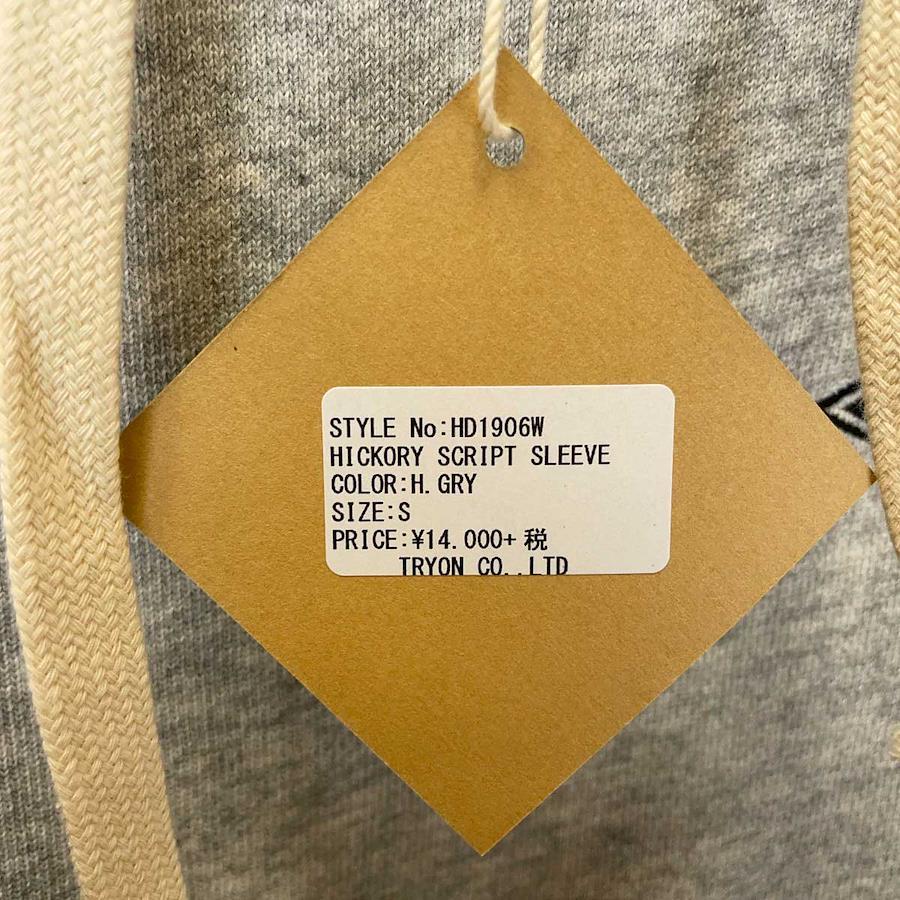 STYLE No:HD1906W
HICKORY SCRIPT SLEEVE
COLOR:H.GRY
SIZE:S
PRICE:¥14.000+税
TRYON CO.,LTD